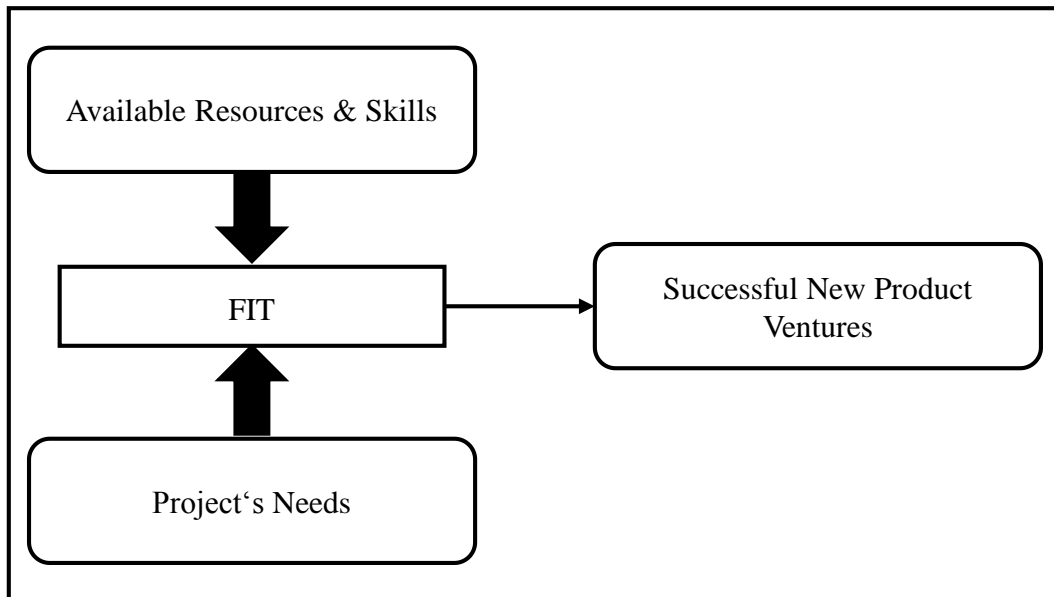 Available Resources & Skills
FIT
Successful New Product
Ventures
Project‘s Needs